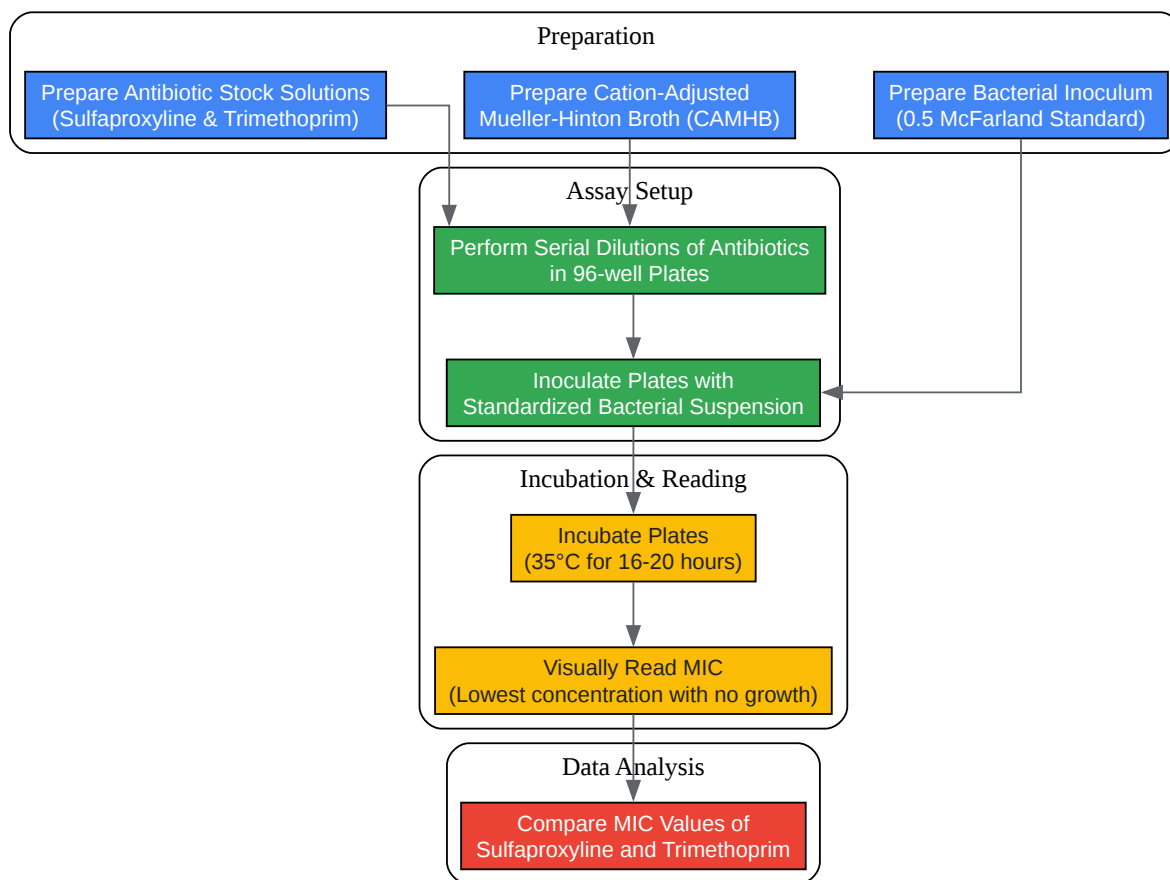 Preparation
Prepare Antibiotic Stock Solutions
(Sulfaproxyline & Trimethoprim)
Prepare Cation-Adjusted
Mueller-Hinton Broth (CAMHB)
Prepare Bacterial Inoculum
(0.5 McFarland Standard)
Assay Setup
Perform Serial Dilutions of Antibiotics
in 96-well Plates
Inoculate Plates with
Standardized Bacterial Suspension
Incubation & Reading
Incubate Plates
(35°C for 16-20 hours)
Visually Read MIC
(Lowest concentration with no growth)
Data Analysis
Compare MIC Values of
Sulfaproxyline and Trimethoprim